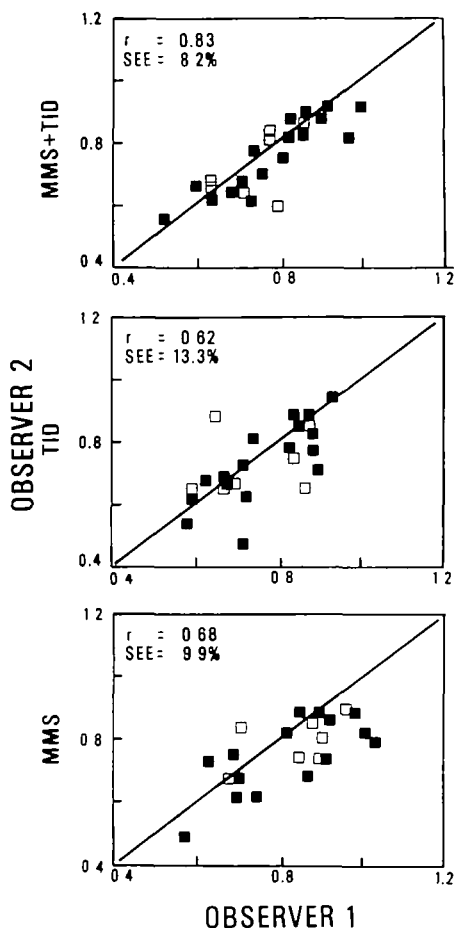 1.2
r = 0.83
SEE = 8 2%
MMS+TID
0.8
0 4
0.4
0 8
1.2
1 2
r = 0 62
SEE = 13.3%
OBSERVER 2
TID
0.8
0.4
0.4
0.8
1.2
1.2
r = 0 68
SEE = 9 9%
MMS
0.8
0 4
0 4
0.8
1.2
OBSERVER 1